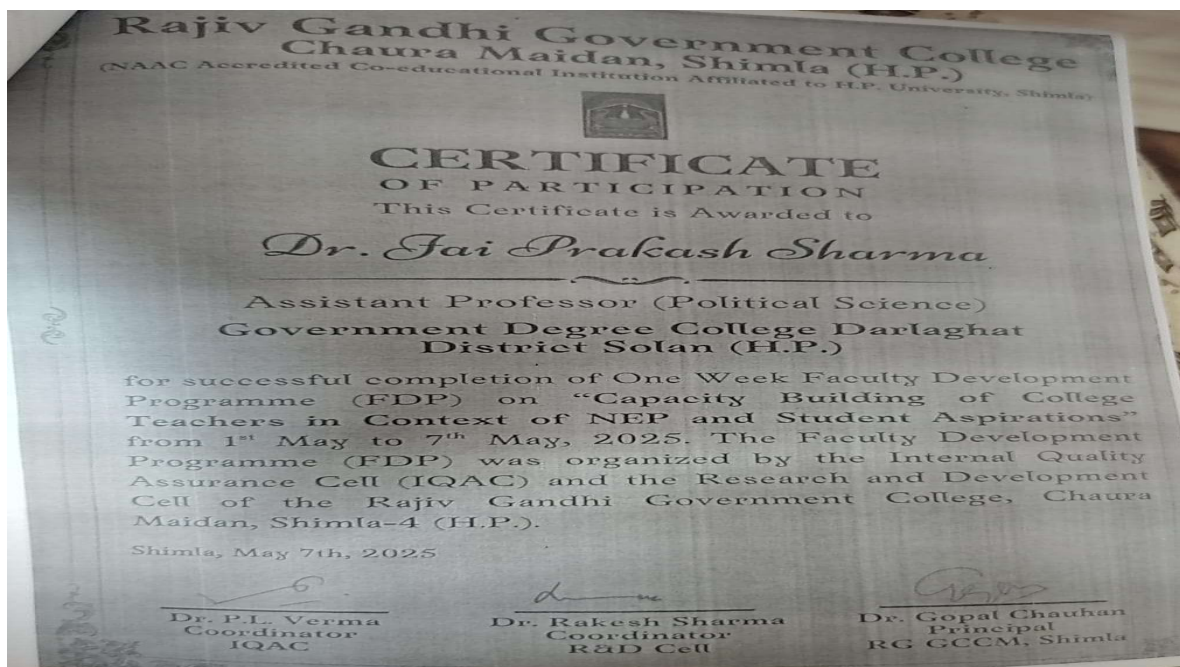 Rajiv Gandhi Government College
Chaura Maidan, Shimla (H.P.)
(NAAC Accredited Co-educational Institution Affiliated to H.P. University, Shimla)
CERTIFICATE
OF PARTICIPATION
This Certificate is Awarded to
Dr. Jai Prakash Sharma
Assistant Professor (Political Science)
Government Degree College Darlaghat
District Solan (H.P.)
for successful completion of One Week Faculty Development
Programme (FDP) on “Capacity Building of College
Teachers in Context of NEP and Student Aspirations”
from 1st May to 7th May, 2025. The Faculty Development
Programme (FDP) was organized by the Internal Quality
Assurance Cell (IQAC) and the Research and Development
Cell of the Rajiv Gandhi Government College, Chaura
Maidan, Shimla-4 (H.P.).
Shimla, May 7th, 2025
Dr. P.L. Verma
Coordinator
IQAC
Dr. Rakesh Sharma
Coordinator
R&D Cell
Dr. Gopal Chauhan
Principal
RG GCCM, Shimla